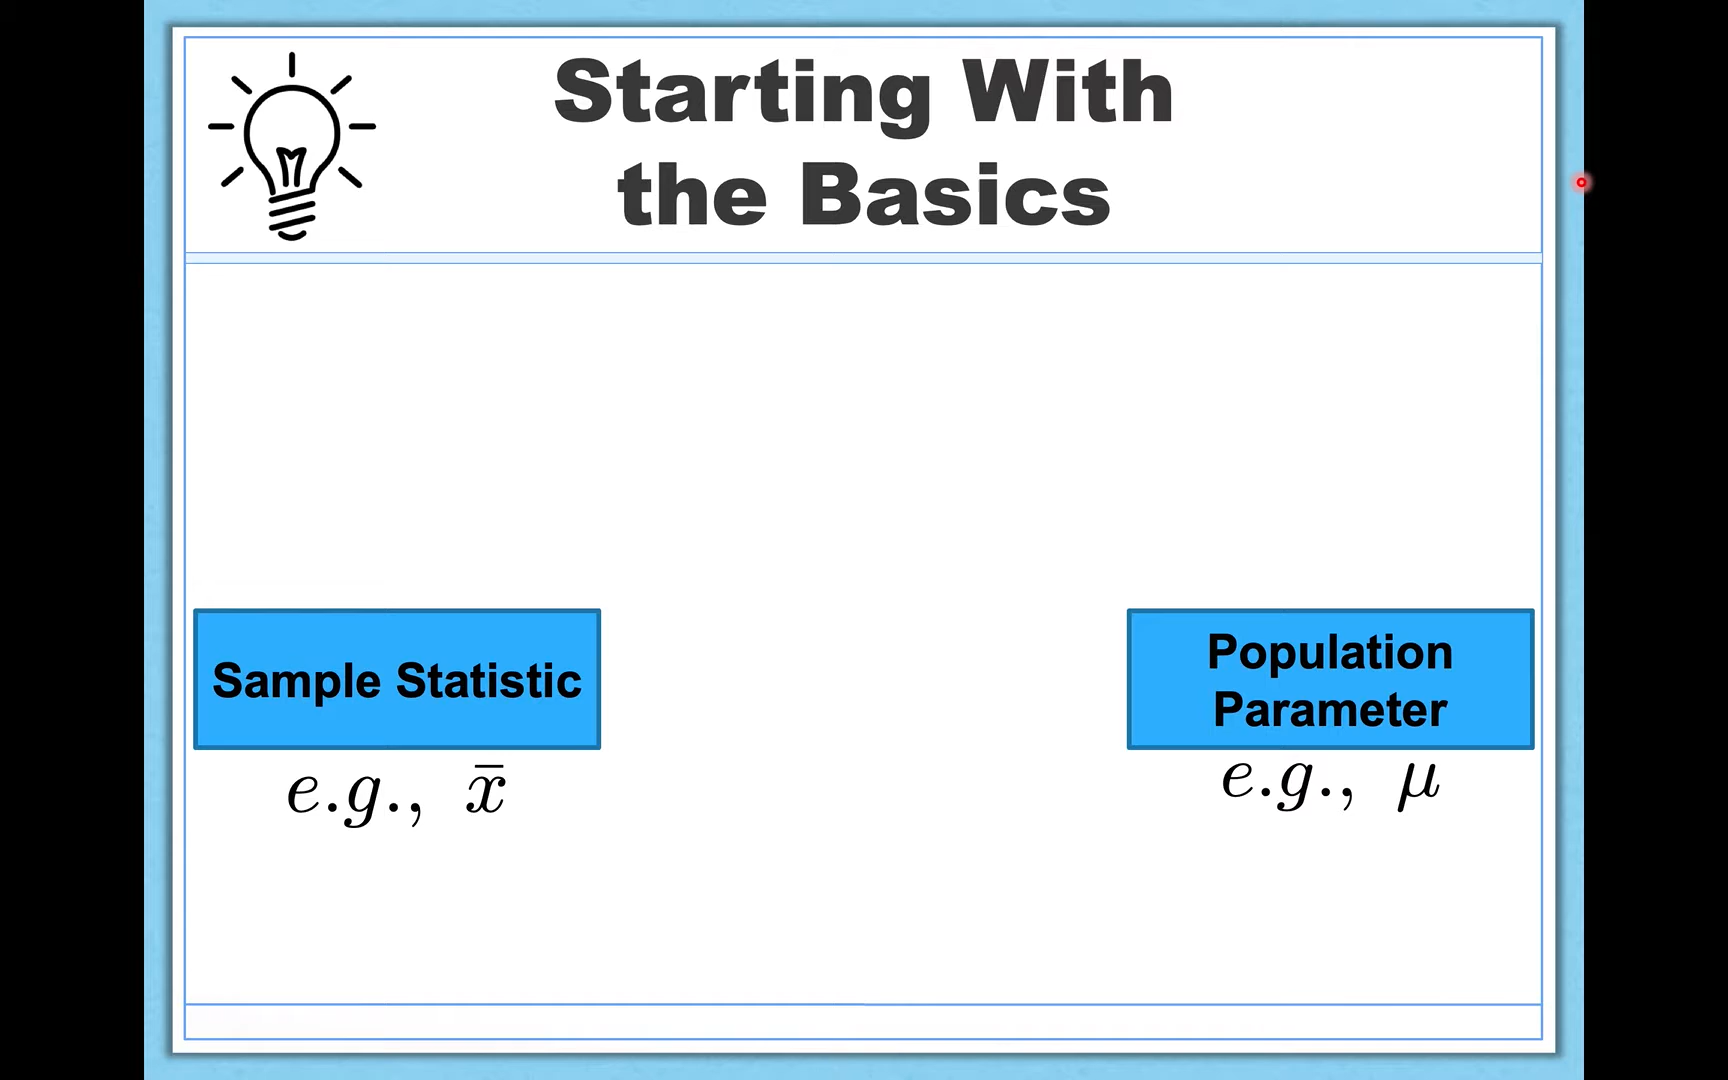 Starting With
the Basics
Sample Statistic
Population
Parameter
e.g., x̄
e.g., μ